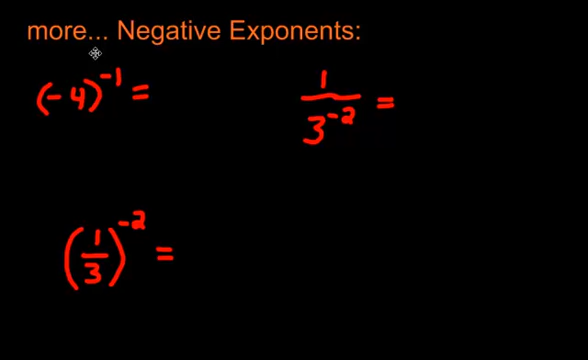 more... Negative Exponents:
(-4)^-1 =
1/3^-2 =
(1/3)^-2 =